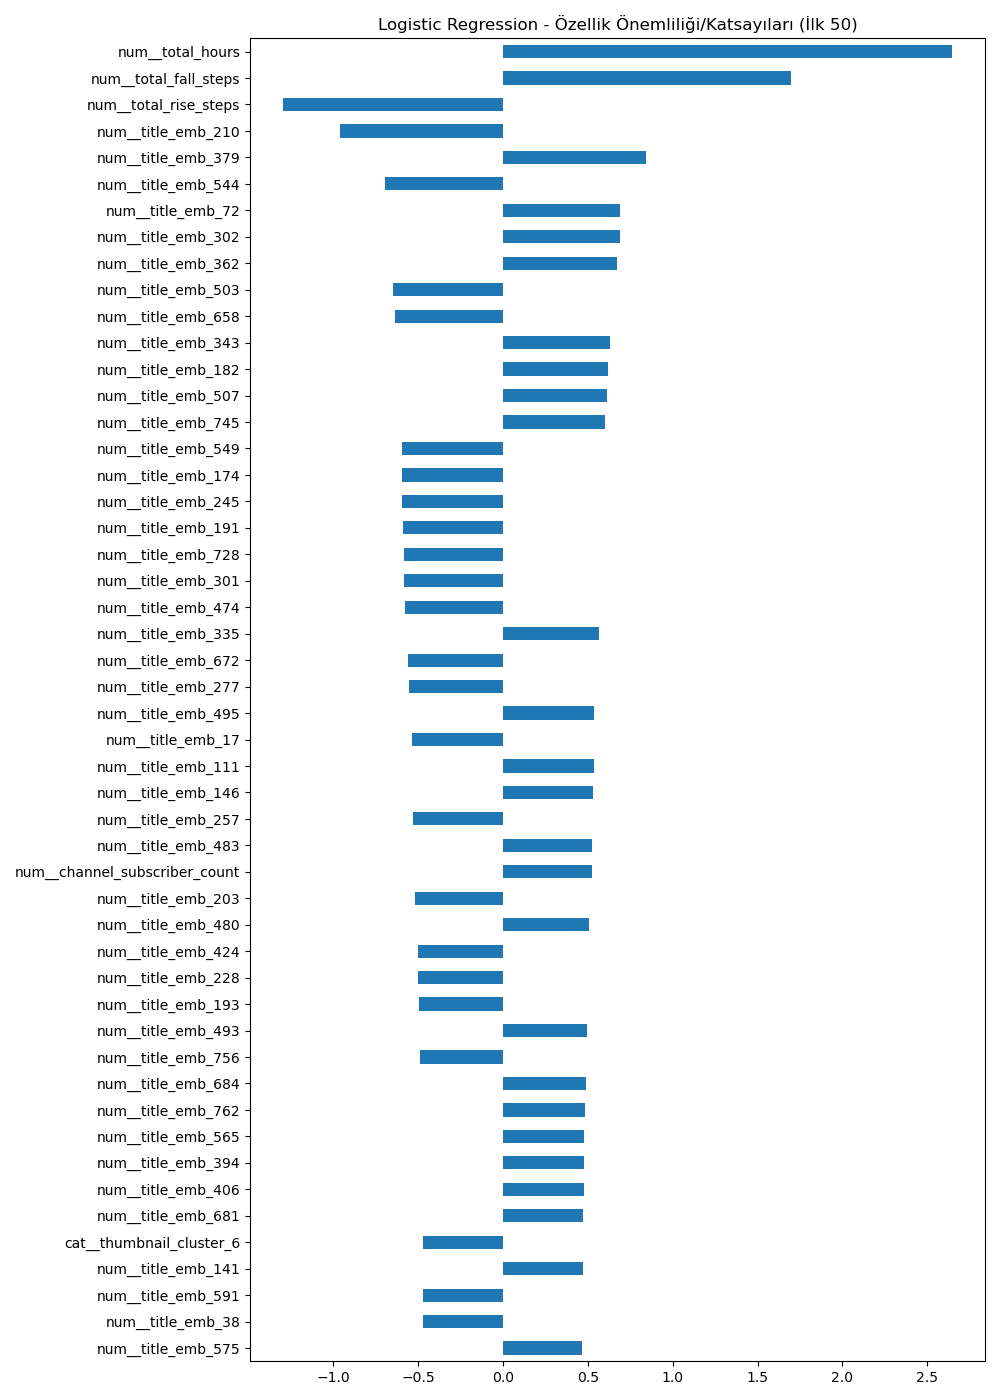 Logistic Regression - Özellik Önemliliği/Katsayıları (İlk 50)
num__total_hours
num__total_fall_steps
num__total_rise_steps
num__title_emb_210
num__title_emb_379
num__title_emb_544
num__title_emb_72
num__title_emb_302
num__title_emb_362
num__title_emb_503
num__title_emb_658
num__title_emb_343
num__title_emb_182
num__title_emb_507
num__title_emb_745
num__title_emb_549
num__title_emb_174
num__title_emb_245
num__title_emb_191
num__title_emb_728
num__title_emb_301
num__title_emb_474
num__title_emb_335
num__title_emb_672
num__title_emb_277
num__title_emb_495
num__title_emb_17
num__title_emb_111
num__title_emb_146
num__title_emb_257
num__title_emb_483
num__channel_subscriber_count
num__title_emb_203
num__title_emb_480
num__title_emb_424
num__title_emb_228
num__title_emb_193
num__title_emb_493
num__title_emb_756
num__title_emb_684
num__title_emb_762
num__title_emb_565
num__title_emb_394
num__title_emb_406
num__title_emb_681
cat__thumbnail_cluster_6
num__title_emb_141
num__title_emb_591
num__title_emb_38
num__title_emb_575
−1.0 −0.5 0.0 0.5 1.0 1.5 2.0 2.5